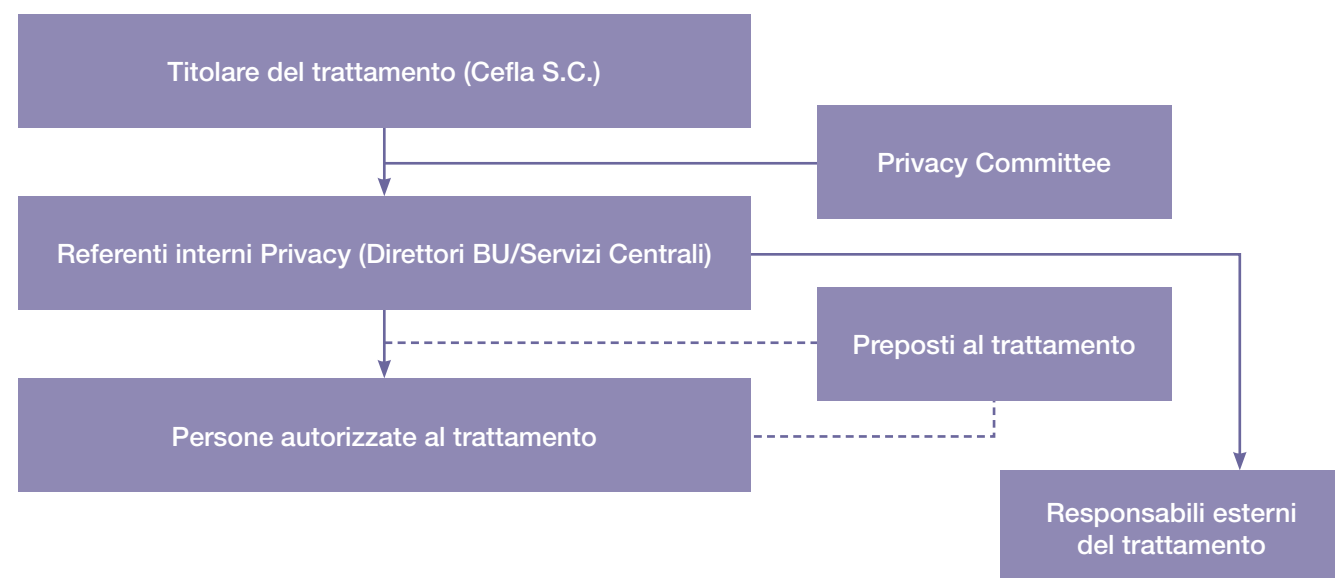 Titolare del trattamento (Cefla S.C.)
Privacy Committee
Referenti interni Privacy (Direttori BU/Servizi Centrali)
Preposti al trattamento
Persone autorizzate al trattamento
Responsabili esterni
del trattamento